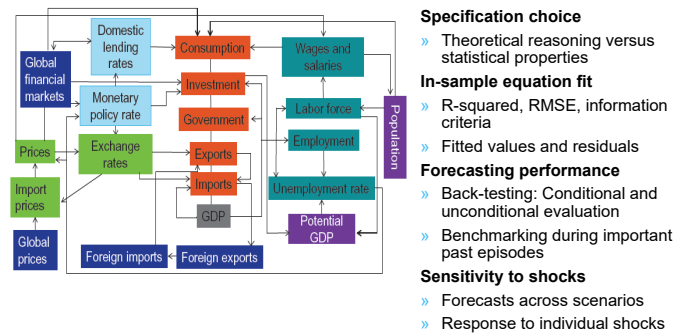 Domestic
lending
rates
Consumption
Wages and
salaries
Global
financial
markets
Investment
Monetary
policy rate
Labor force
Population
Government
Employment
Prices
Exchange
rates
Exports
Imports
Unemployment rate
Import
prices
GDP
Potential
GDP
Global
prices
Foreign imports
Foreign exports
Specification choice
» Theoretical reasoning versus
statistical properties
In-sample equation fit
» R-squared, RMSE, information
criteria
» Fitted values and residuals
Forecasting performance
» Back-testing: Conditional and
unconditional evaluation
» Benchmarking during important
past episodes
Sensitivity to shocks
» Forecasts across scenarios
» Response to individual shocks